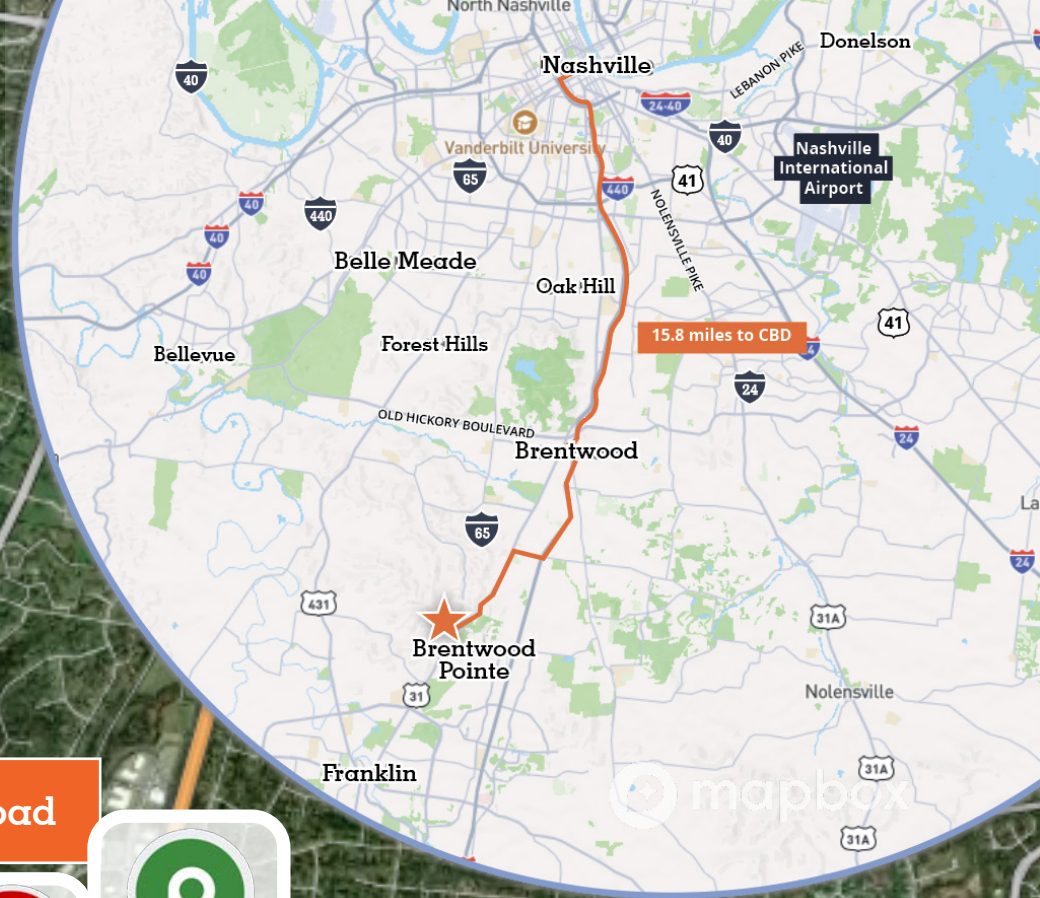 North Nashville
Donelson
Nashville
LEBANON PIKE
40
24-40
40
Vanderbilt University
Nashville
International
Airport
65
41
440
40
440
NOLENSVILLE PIKE
40
Belle Meade
40
Oak Hill
41
15.8 miles to CBD
Forest Hills
Bellevue
24
OLD HICKORY BOULEVARD
24
Brentwood
65
24
431
31A
Brentwood
Pointe
31
Nolensville
Franklin
31A
mapbox
31A